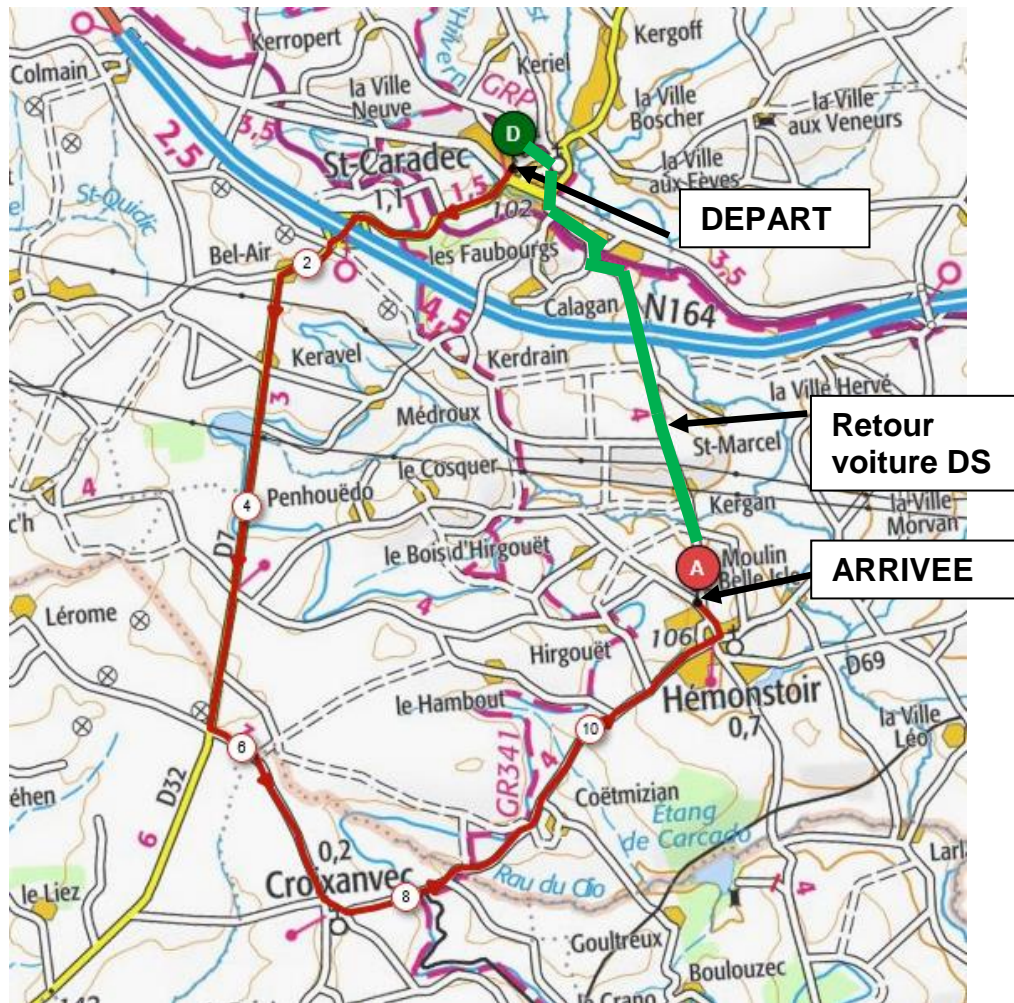 Kerropert
Kergoff
Colmain
Keriel
la Ville
Neuve
GRP
la Ville
Boscher
la Ville
aux Veneurs
3,5
2,5
D
St-Caradec
la Ville
aux Fèves
1,5
1,1
102
DEPART
St-Quidic
Bel-Air
2
les Faubourgs
3,5
Calagan
N164
4,5
Keravel
Kerdrain
la Ville Hervé
3
Médroux
4
St-Marcel
Retour
voiture DS
le Cosquer
4
Penhouëdo
4
Kergan
la Ville
Morvan
c'h
D7
le Bois d'Hirgouët
A
Moulin
Belle Isle
ARRIVEE
Lérome
4
106
Hirgouët
D69
le Hambout
Hémonstoir
0,7
la Ville
Léo
10
6
GR341
4
D32
éhen
Coëtmizian
Etang
de Carcado
6
0,2
Croixanvec
8
Rau du Clio
Larl
4
le Liez
Goultreux
Boulouzec